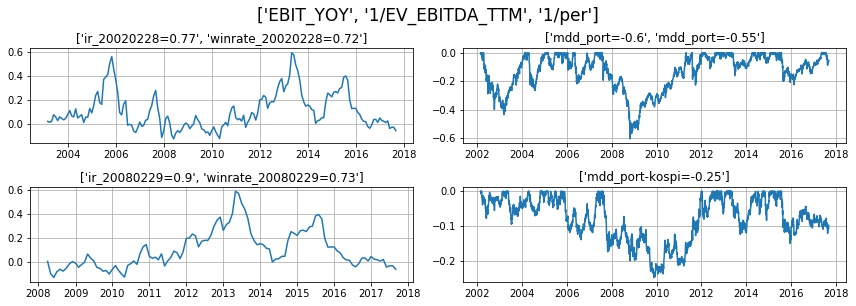 ['EBIT_YOY', '1/EV_EBITDA_TTM', '1/per']
['ir_20020228=0.77', 'winrate_20020228=0.72']
0.6
0.4
0.2
0.0
2004 2006 2008 2010 2012 2014 2016 2018
['mdd_port=-0.6', 'mdd_port=-0.55']
0.0
−0.2
−0.4
−0.6
2002 2004 2006 2008 2010 2012 2014 2016 2018
['ir_20080229=0.9', 'winrate_20080229=0.73']
0.6
0.4
0.2
0.0
2008 2009 2010 2011 2012 2013 2014 2015 2016 2017 2018
['mdd_port-kospi=-0.25']
0.0
−0.1
−0.2
2002 2004 2006 2008 2010 2012 2014 2016 2018